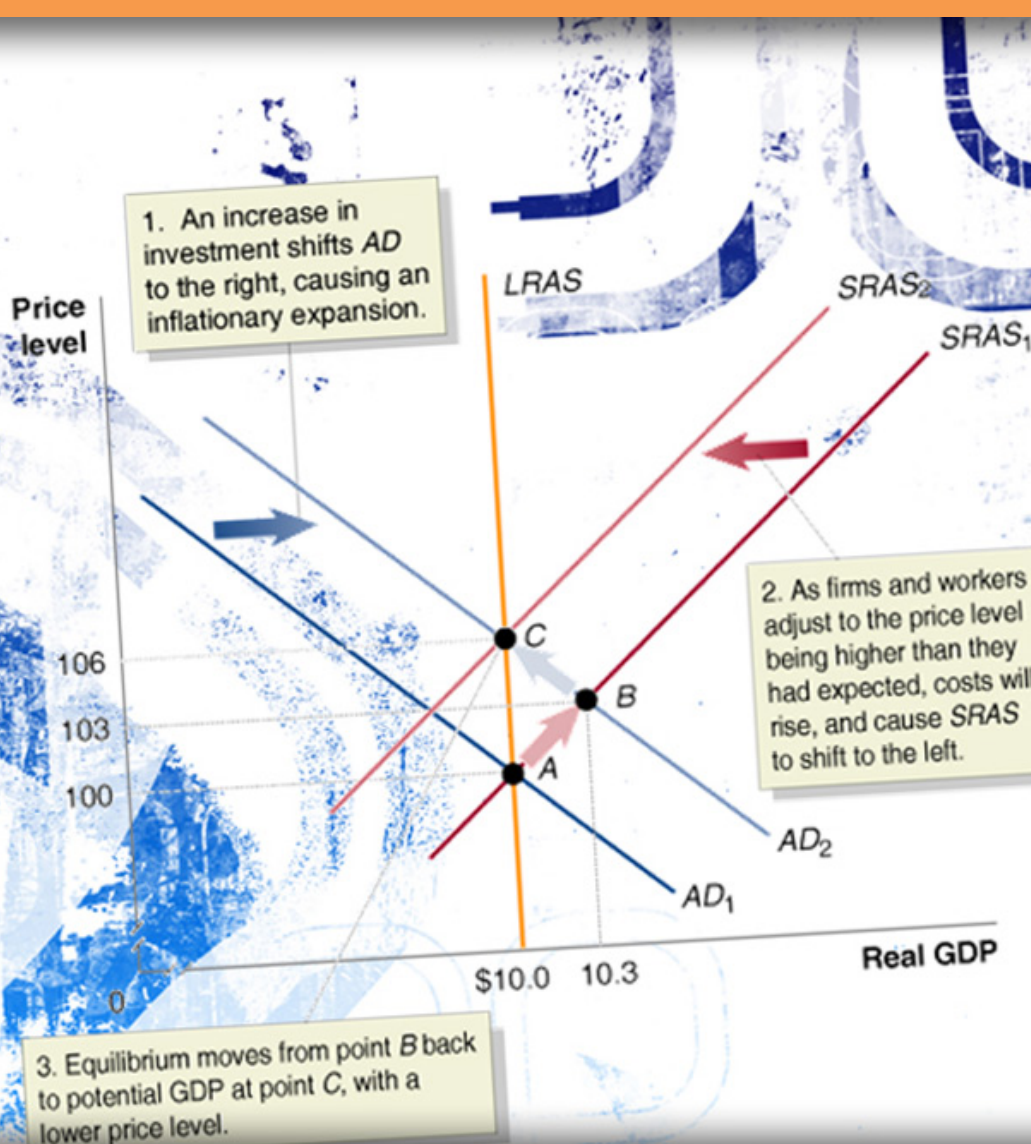 1. An increase in
investment shifts AD
to the right, causing an
inflationary expansion.
Price
level
LRAS
SRAS2
SRAS1
106
103
100
C
B
A
2. As firms and workers
adjust to the price level
being higher than they
had expected, costs will
rise, and cause SRAS
to shift to the left.
AD2
AD1
Real GDP
$10.0 10.3
0
3. Equilibrium moves from point B back
to potential GDP at point C, with a
lower price level.